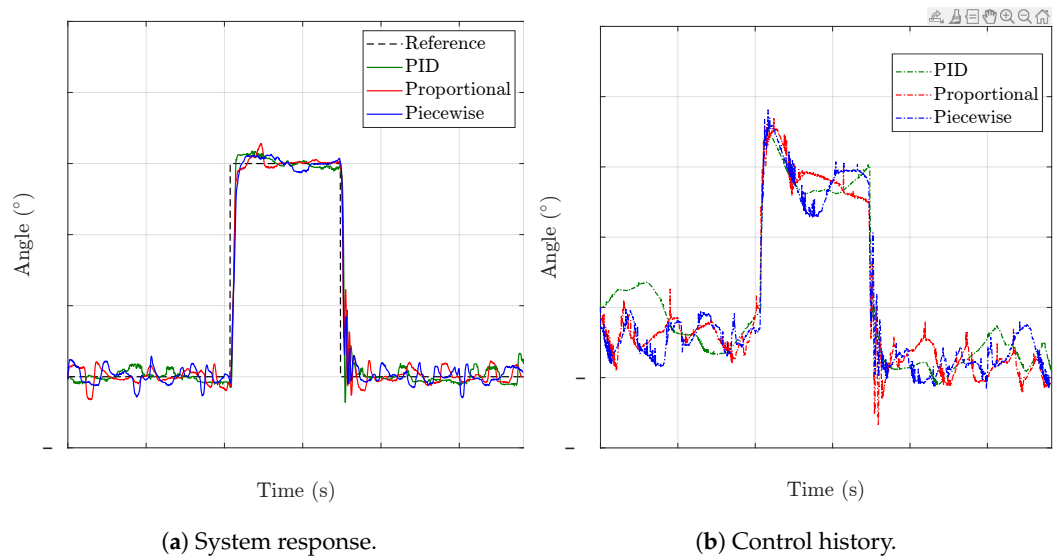 Reference
PID
Proportional
Piecewise
Angle (°)
Time (s)
(a) System response.
PID
Proportional
Piecewise
Angle (°)
Time (s)
(b) Control history.